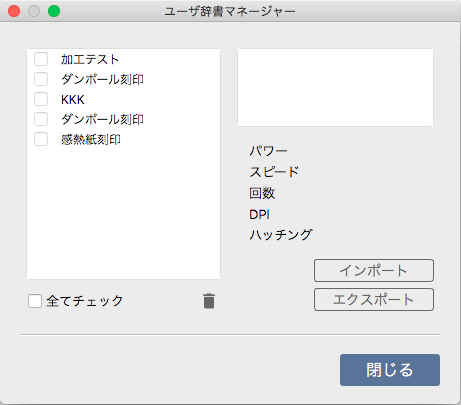 ユーザ辞書マネージャー
加工テスト
ダンボール刻印
KKK
ダンボール刻印
感熱紙刻印
全てチェック
パワー
スピード
回数
DPI
ハッチング
インポート
エクスポート
閉じる